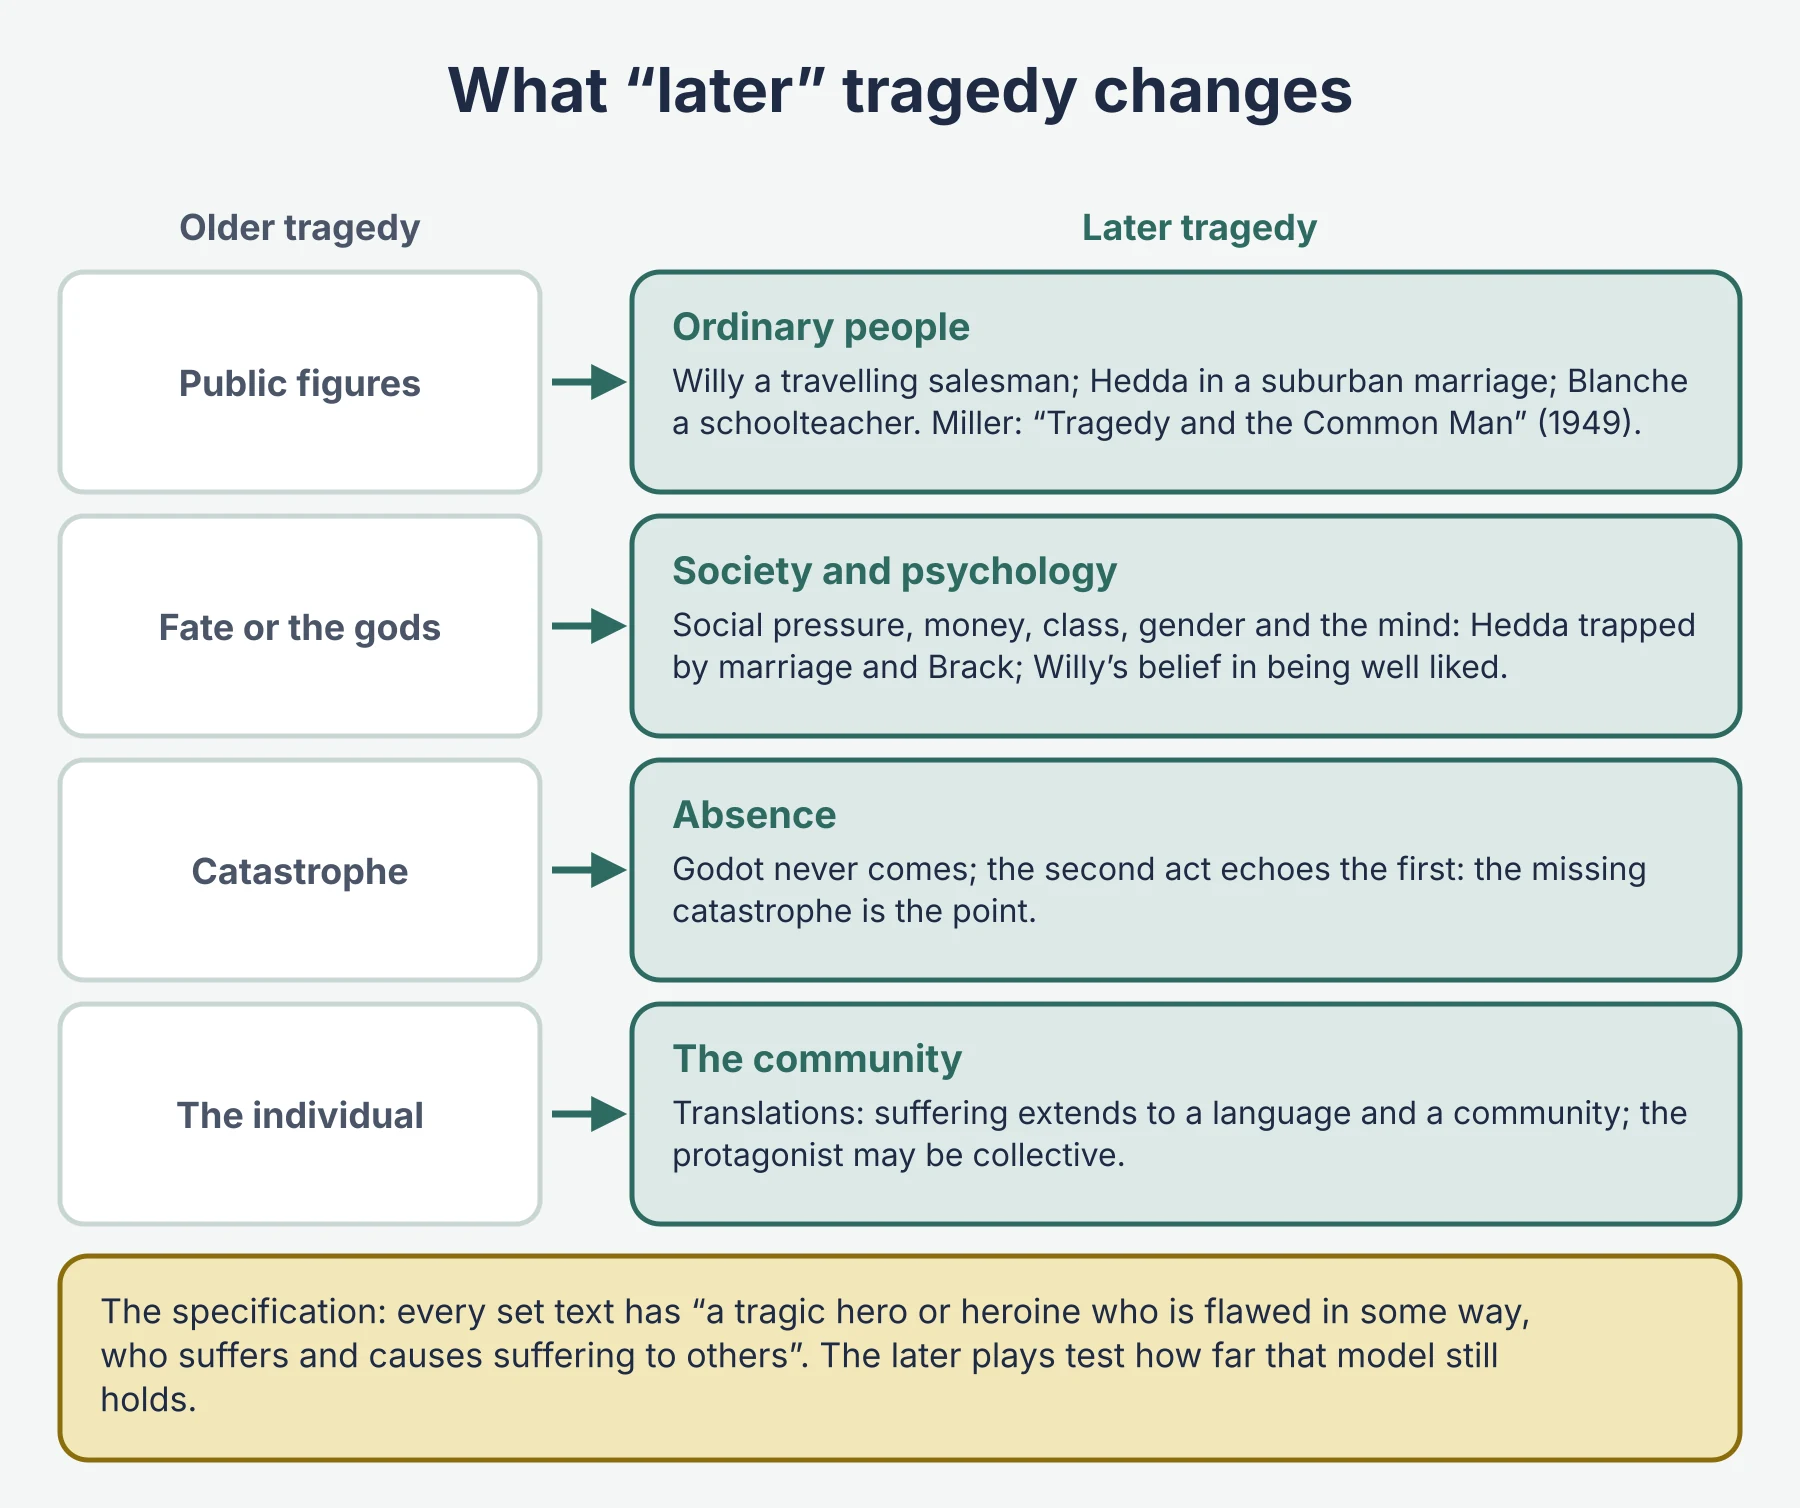 What “later” tragedy changes
Older tragedy
Later tragedy
Public figures
Ordinary people
Willy a travelling salesman; Hedda in a suburban marriage; Blanche
a schoolteacher. Miller: “Tragedy and the Common Man” (1949).
Fate or the gods
Society and psychology
Social pressure, money, class, gender and the mind: Hedda trapped
by marriage and Brack; Willy’s belief in being well liked.
Catastrophe
Absence
Godot never comes; the second act echoes the first: the missing
catastrophe is the point.
The individual
The community
Translations: suffering extends to a language and a community; the
protagonist may be collective.
The specification: every set text has “a tragic hero or heroine who is flawed in some way,
who suffers and causes suffering to others”. The later plays test how far that model still
holds.